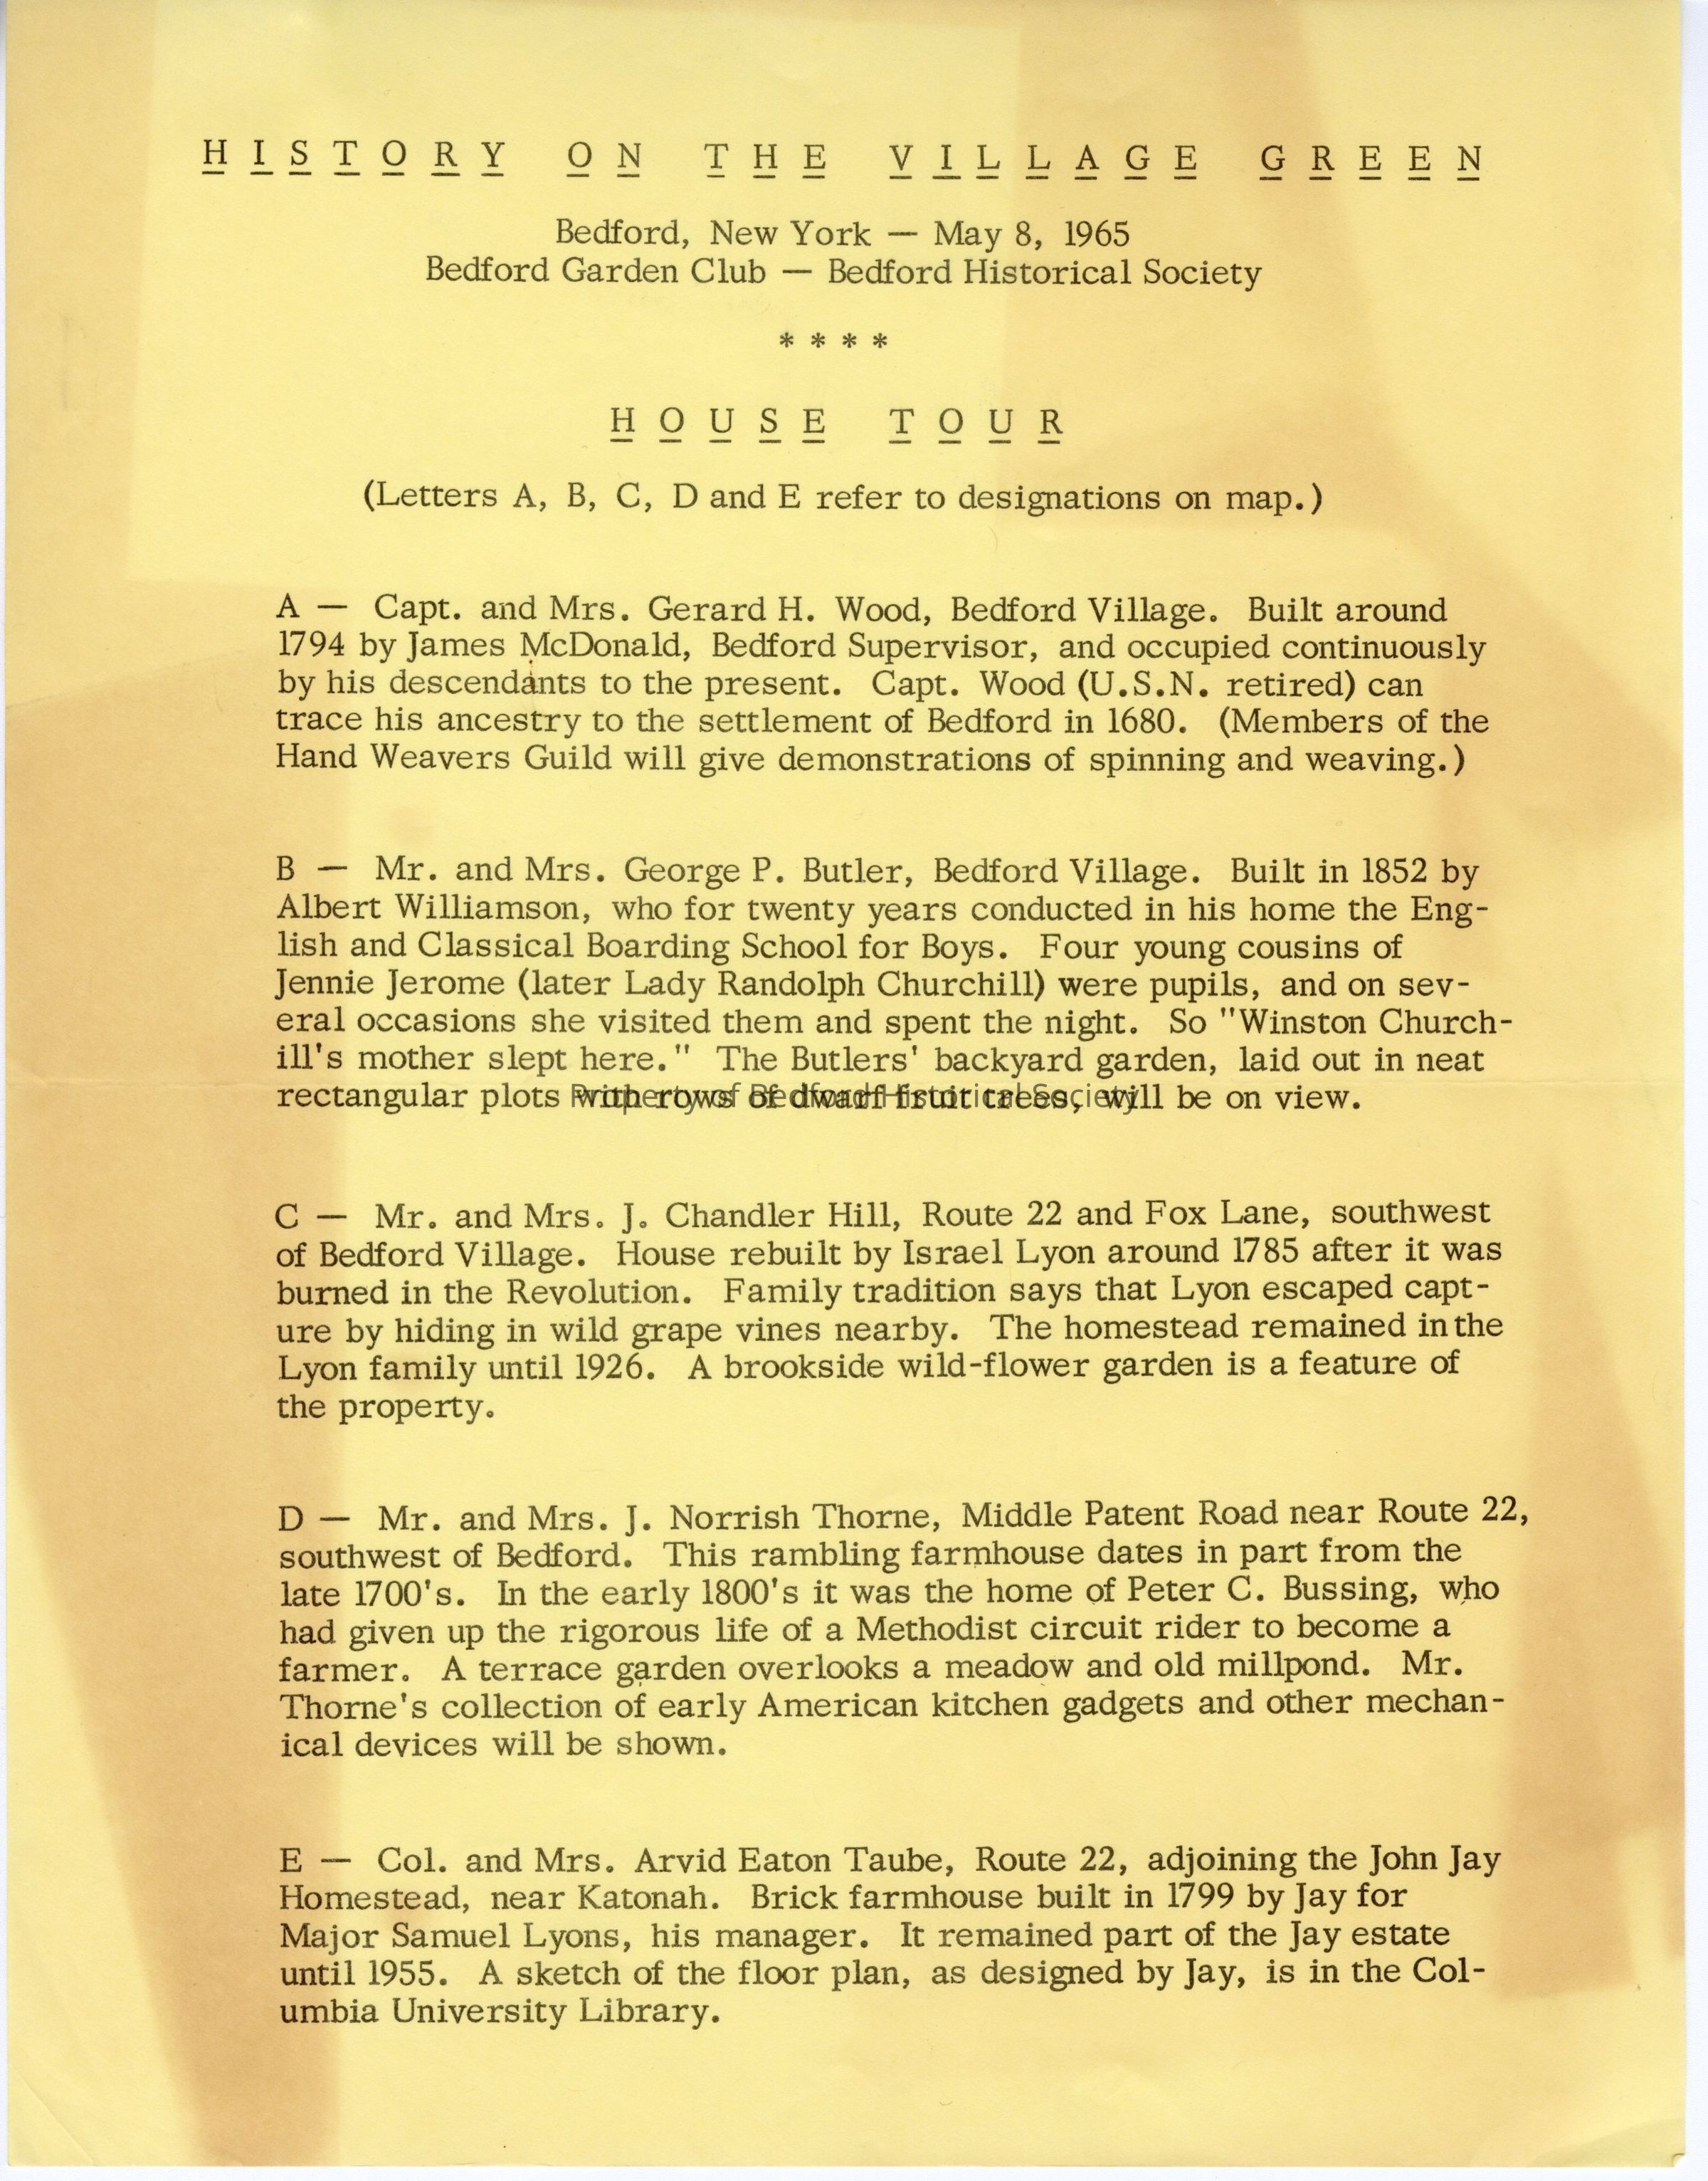 HISTORY ON THE VILLAGE GREEN
Bedford, New York — May 8, 1965
Bedford Garden Club — Bedford Historical Society
* * * *
HOUSE TOUR
(Letters A, B, C, D and E refer to designations on map.)
A — Capt. and Mrs. Gerard H. Wood, Bedford Village. Built around
1794 by James McDonald, Bedford Supervisor, and occupied continuously
by his descendants to the present. Capt. Wood (U.S.N. retired) can
trace his ancestry to the settlement of Bedford in 1680. (Members of the
Hand Weavers Guild will give demonstrations of spinning and weaving.)
B — Mr. and Mrs. George P. Butler, Bedford Village. Built in 1852 by
Albert Williamson, who for twenty years conducted in his home the Eng-
lish and Classical Boarding School for Boys. Four young cousins of
Jennie Jerome (later Lady Randolph Churchill) were pupils, and on sev-
eral occasions she visited them and spent the night. So "Winston Church-
ill's mother slept here." The Butlers' backyard garden, laid out in neat
rectangular plots with rows of dwarf fruit trees, will be on view.
Property of Bedford Historical Society
C — Mr. and Mrs. J. Chandler Hill, Route 22 and Fox Lane, southwest
of Bedford Village. House rebuilt by Israel Lyon around 1785 after it was
burned in the Revolution. Family tradition says that Lyon escaped capt-
ure by hiding in wild grape vines nearby. The homestead remained in the
Lyon family until 1926. A brookside wild-flower garden is a feature of
the property.
D — Mr. and Mrs. J. Norrish Thorne, Middle Patent Road near Route 22,
southwest of Bedford. This rambling farmhouse dates in part from the
late 1700's. In the early 1800's it was the home of Peter C. Bussing, who
had given up the rigorous life of a Methodist circuit rider to become a
farmer. A terrace garden overlooks a meadow and old millpond. Mr.
Thorne's collection of early American kitchen gadgets and other mechan-
ical devices will be shown.
E — Col. and Mrs. Arvid Eaton Taube, Route 22, adjoining the John Jay
Homestead, near Katonah. Brick farmhouse built in 1799 by Jay for
Major Samuel Lyons, his manager. It remained part of the Jay estate
until 1955. A sketch of the floor plan, as designed by Jay, is in the Col-
umbia University Library.